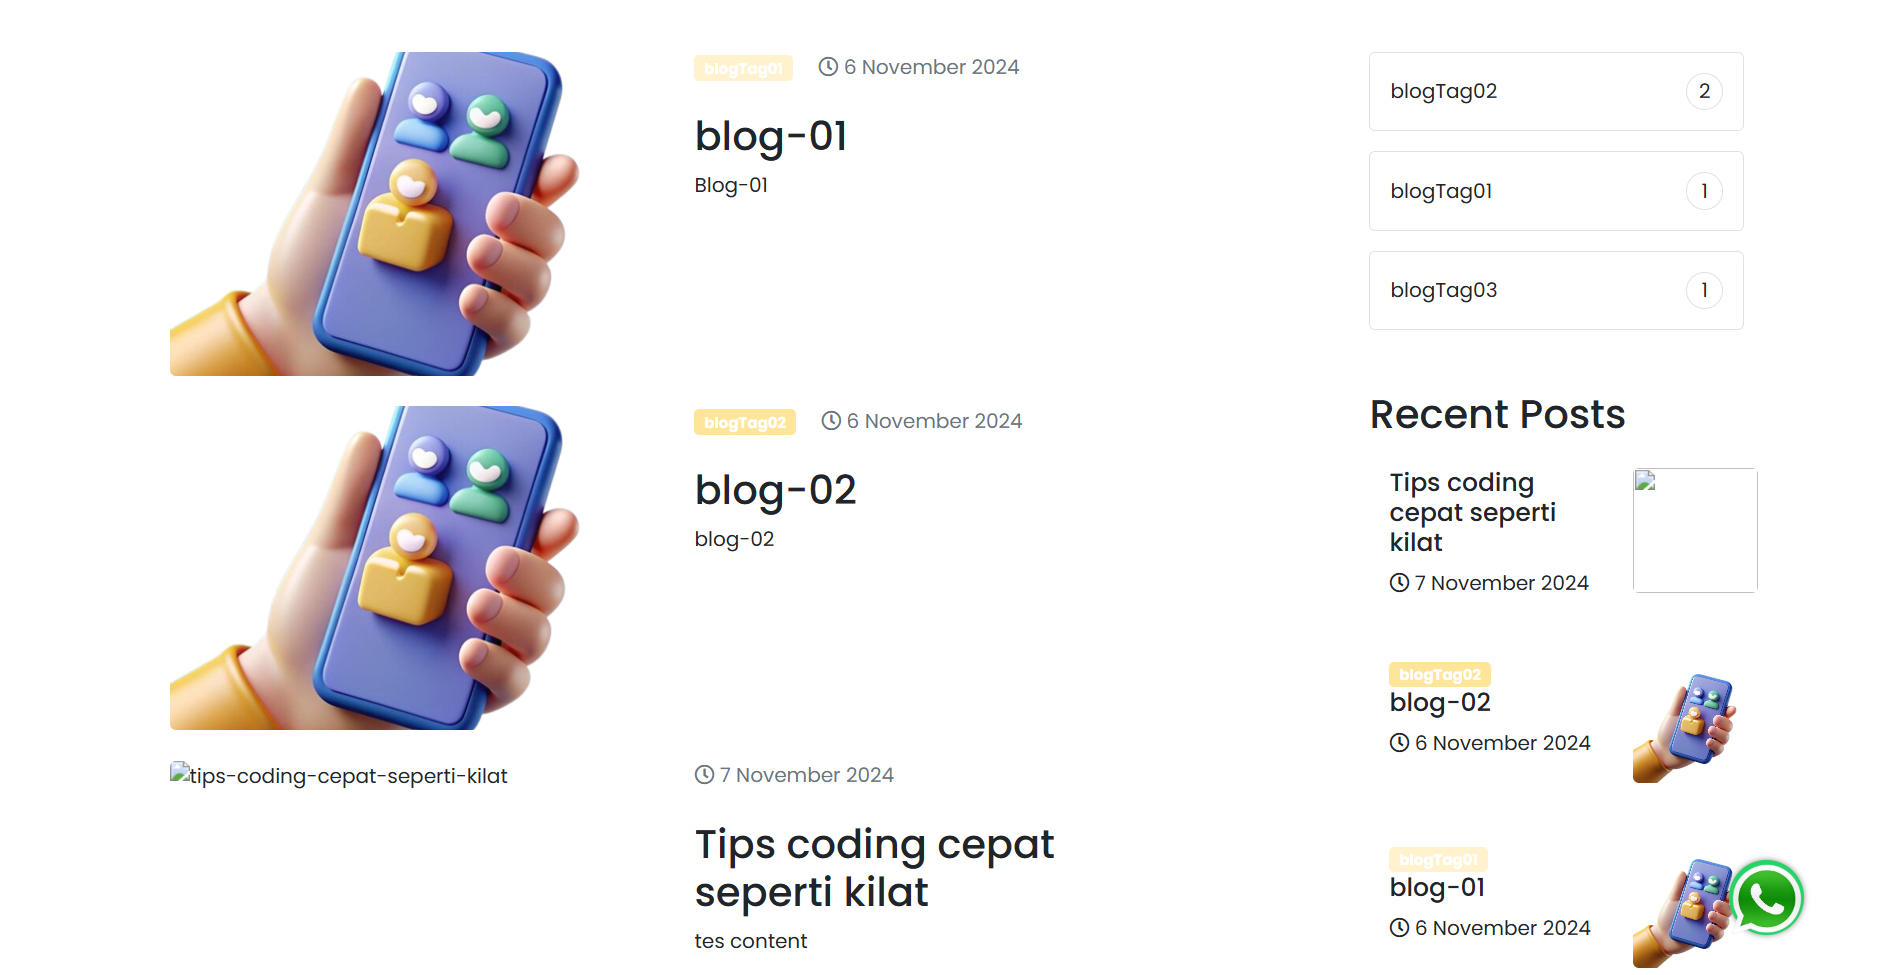 blogTag01 6 November 2024
blog-01
Blog-01
blogTag02 6 November 2024
blog-02
blog-02
tips-coding-cepat-seperti-kilat
7 November 2024
Tips coding cepat
seperti kilat
tes content
blogTag02 2
blogTag01 1
blogTag03 1
Recent Posts
Tips coding
cepat seperti
kilat
7 November 2024
blogTag02
blog-02
6 November 2024
blogTag01
blog-01
6 November 2024